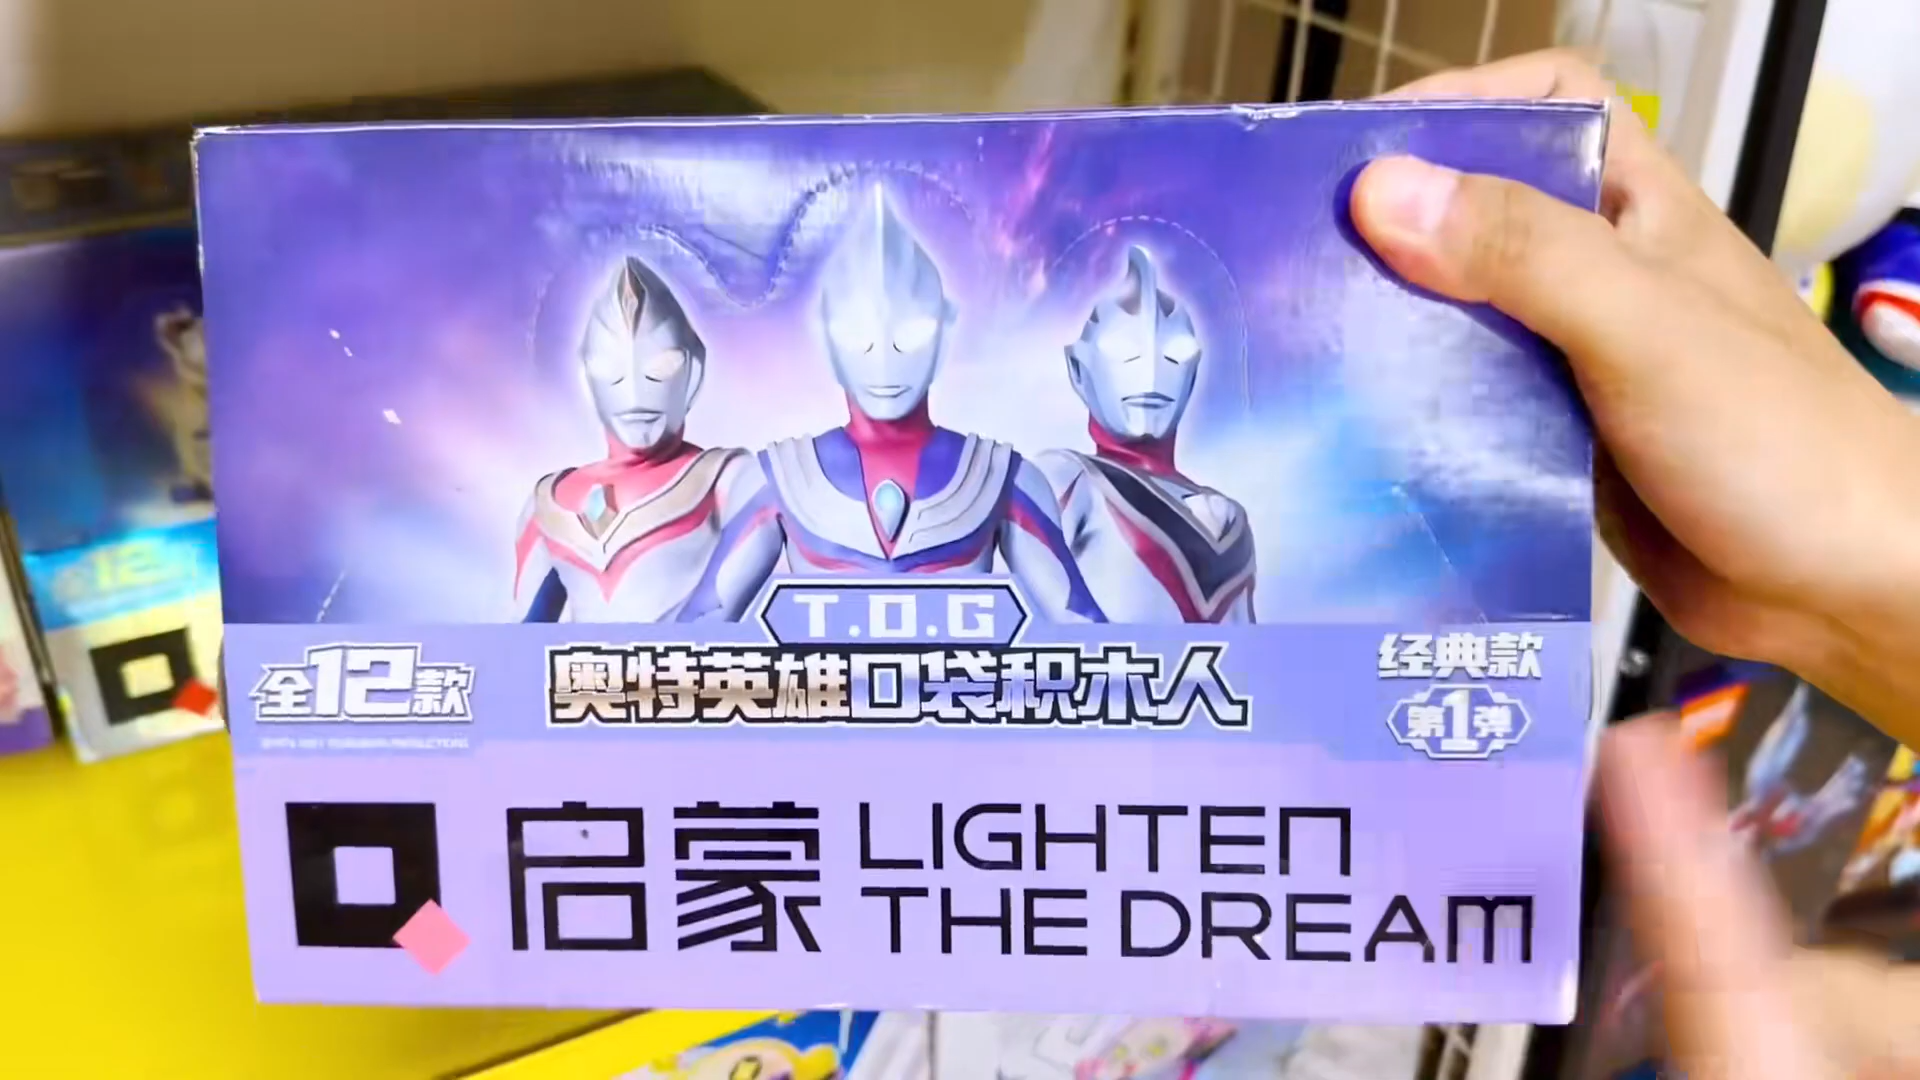 T.D.G
全12款
奥特英雄口袋积木人
经典款
第1弹
启蒙
LIGHTEN
THE DREAM